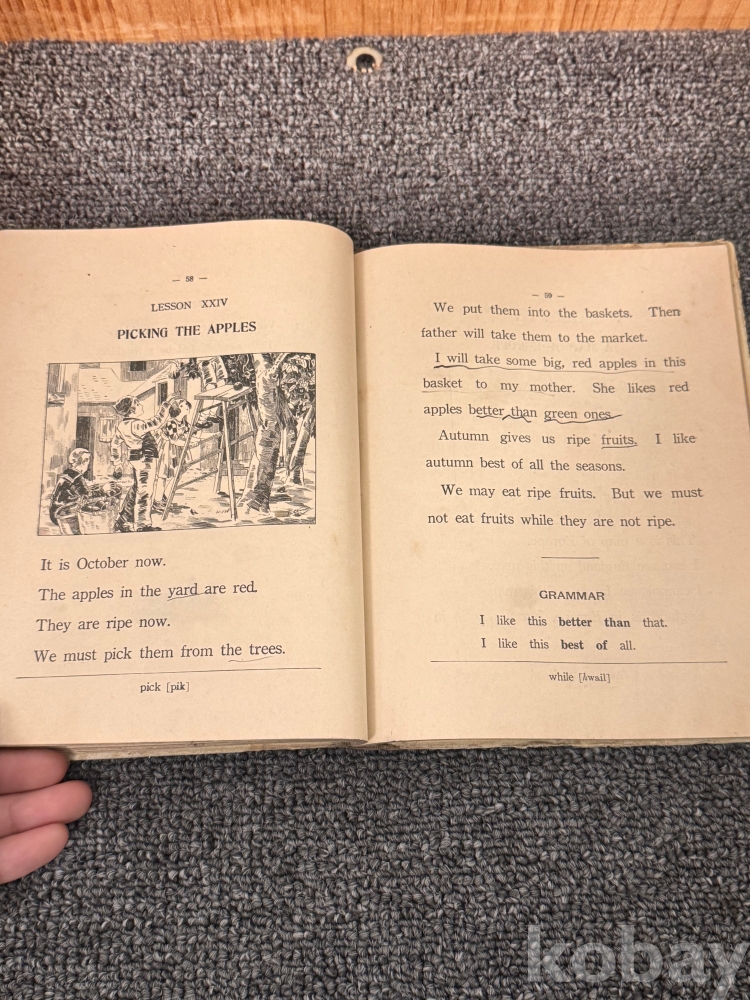 — 58 —
LESSON XXIV
PICKING THE APPLES
It is October now.
The apples in the yard are red.
They are ripe now.
We must pick them from the trees.
pick [pik]
— 59 —
We put them into the baskets. Then
father will take them to the market.
I will take some big, red apples in this
basket to my mother. She likes red
apples better than green ones.
Autumn gives us ripe fruits. I like
autumn best of all the seasons.
We may eat ripe fruits. But we must
not eat fruits while they are not ripe.
GRAMMAR
I like this better than that.
I like this best of all.
while [hwail]
kobay